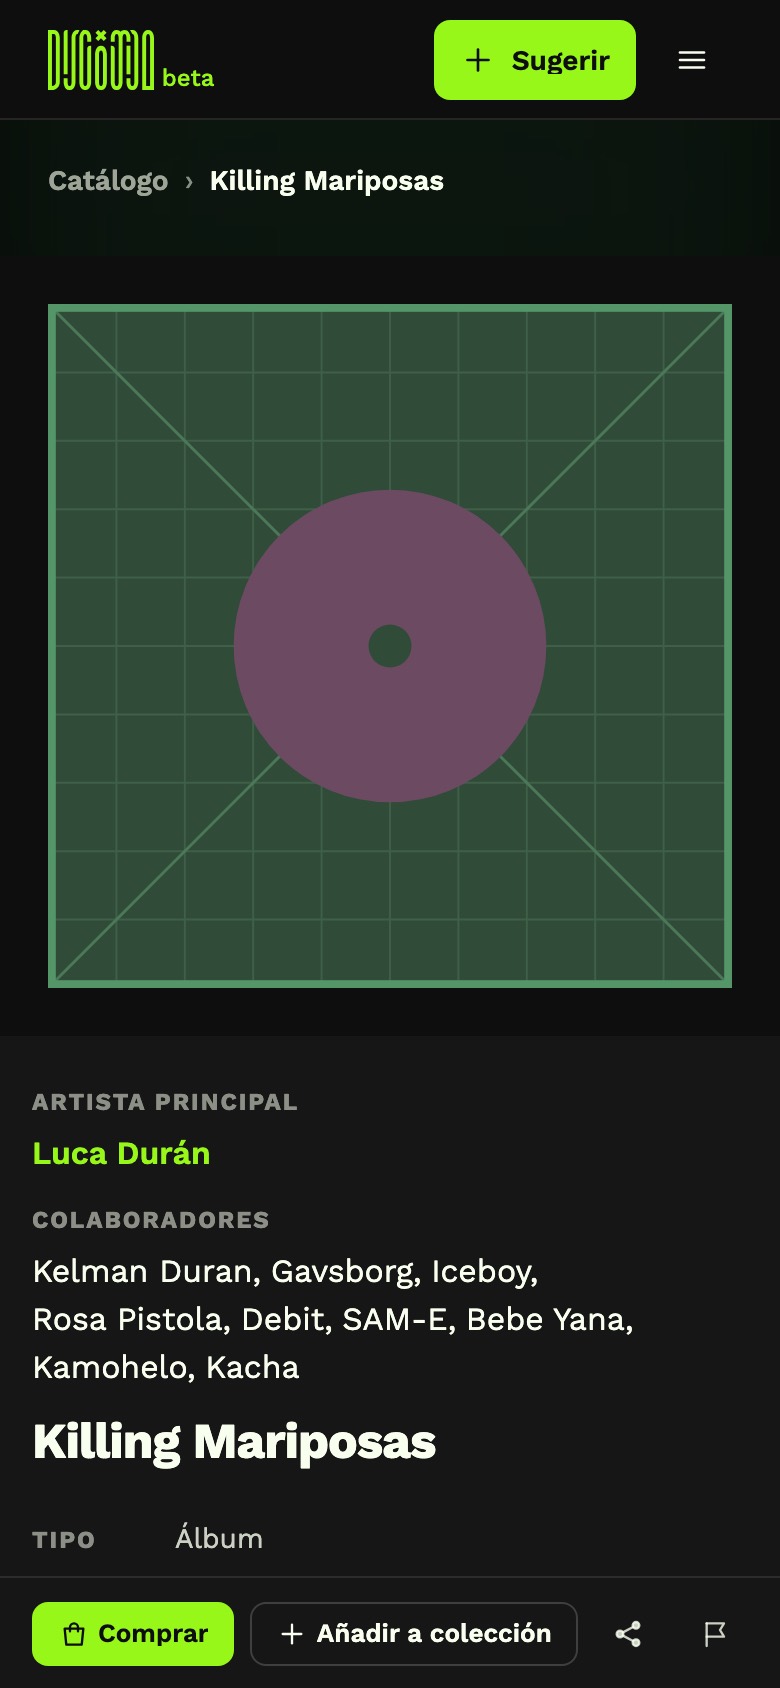 beta
+ Sugerir
Catálogo › Killing Mariposas
ARTISTA PRINCIPAL
Luca Durán
COLABORADORES
Kelman Duran, Gavsborg, Iceboy,
Rosa Pistola, Debit, SAM-E, Bebe Yana,
Kamohelo, Kacha
Killing Mariposas
TIPO Álbum
Comprar + Añadir a colección